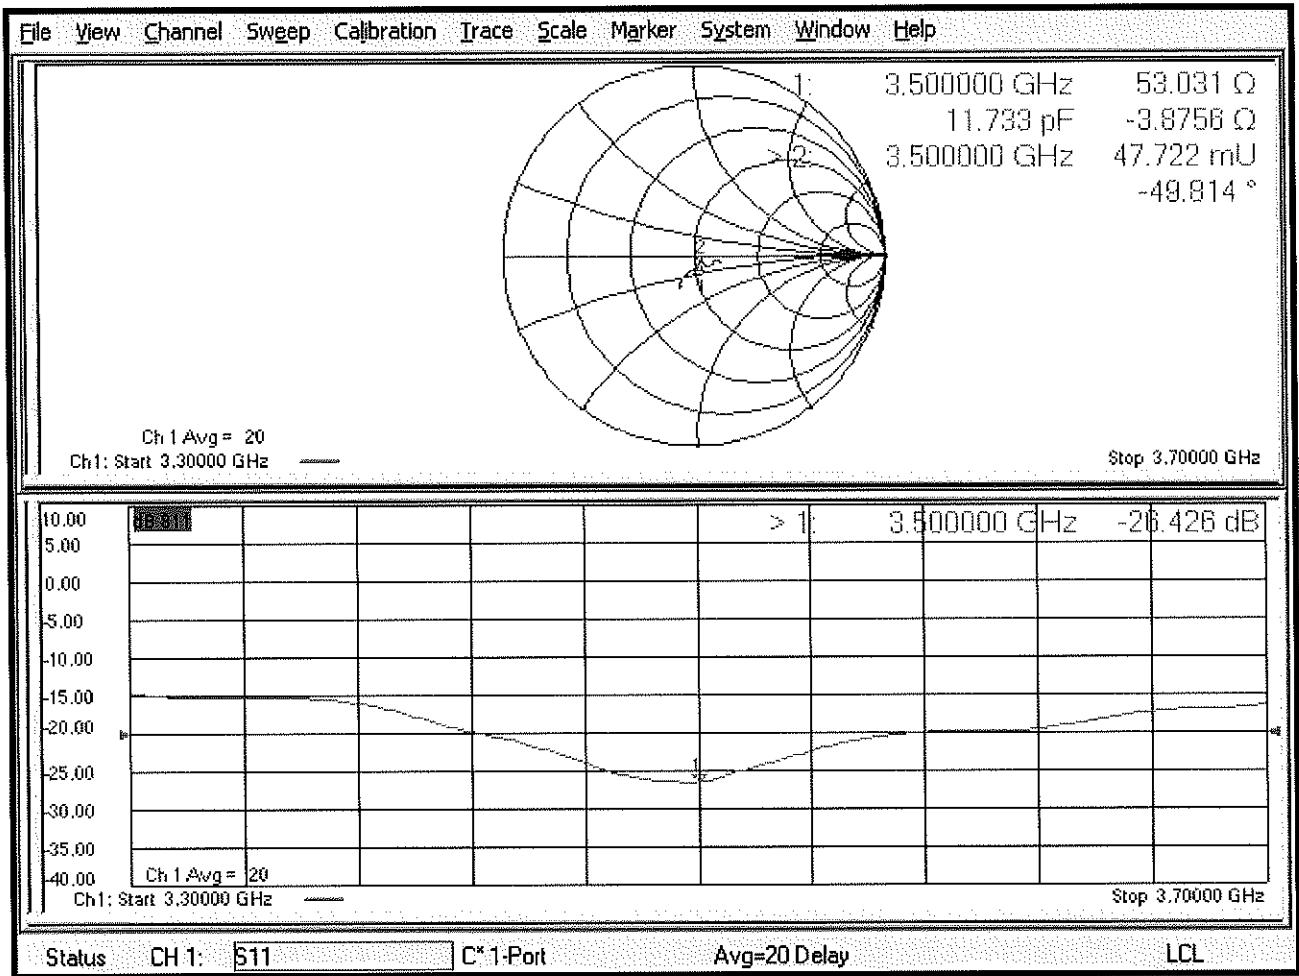 File View Channel Sweep Calibration Trace Scale Marker System Window Help
1: 3.500000 GHz 53.031 Ω
11.733 pF -3.8756 Ω
> 2: 3.500000 GHz 47.722 mU
-49.814 °
Ch 1 Avg = 20
Ch1: Start 3.30000 GHz
Stop 3.70000 GHz
10.00
dB S11
> 1: 3.500000 GHz -26.426 dB
5.00
0.00
-5.00
-10.00
-15.00
-20.00
-25.00
1
-30.00
-35.00
-40.00
Ch 1 Avg = 20
Ch1: Start 3.30000 GHz
Stop 3.70000 GHz
Status CH 1: S11 C* 1-Port Avg=20 Delay LCL